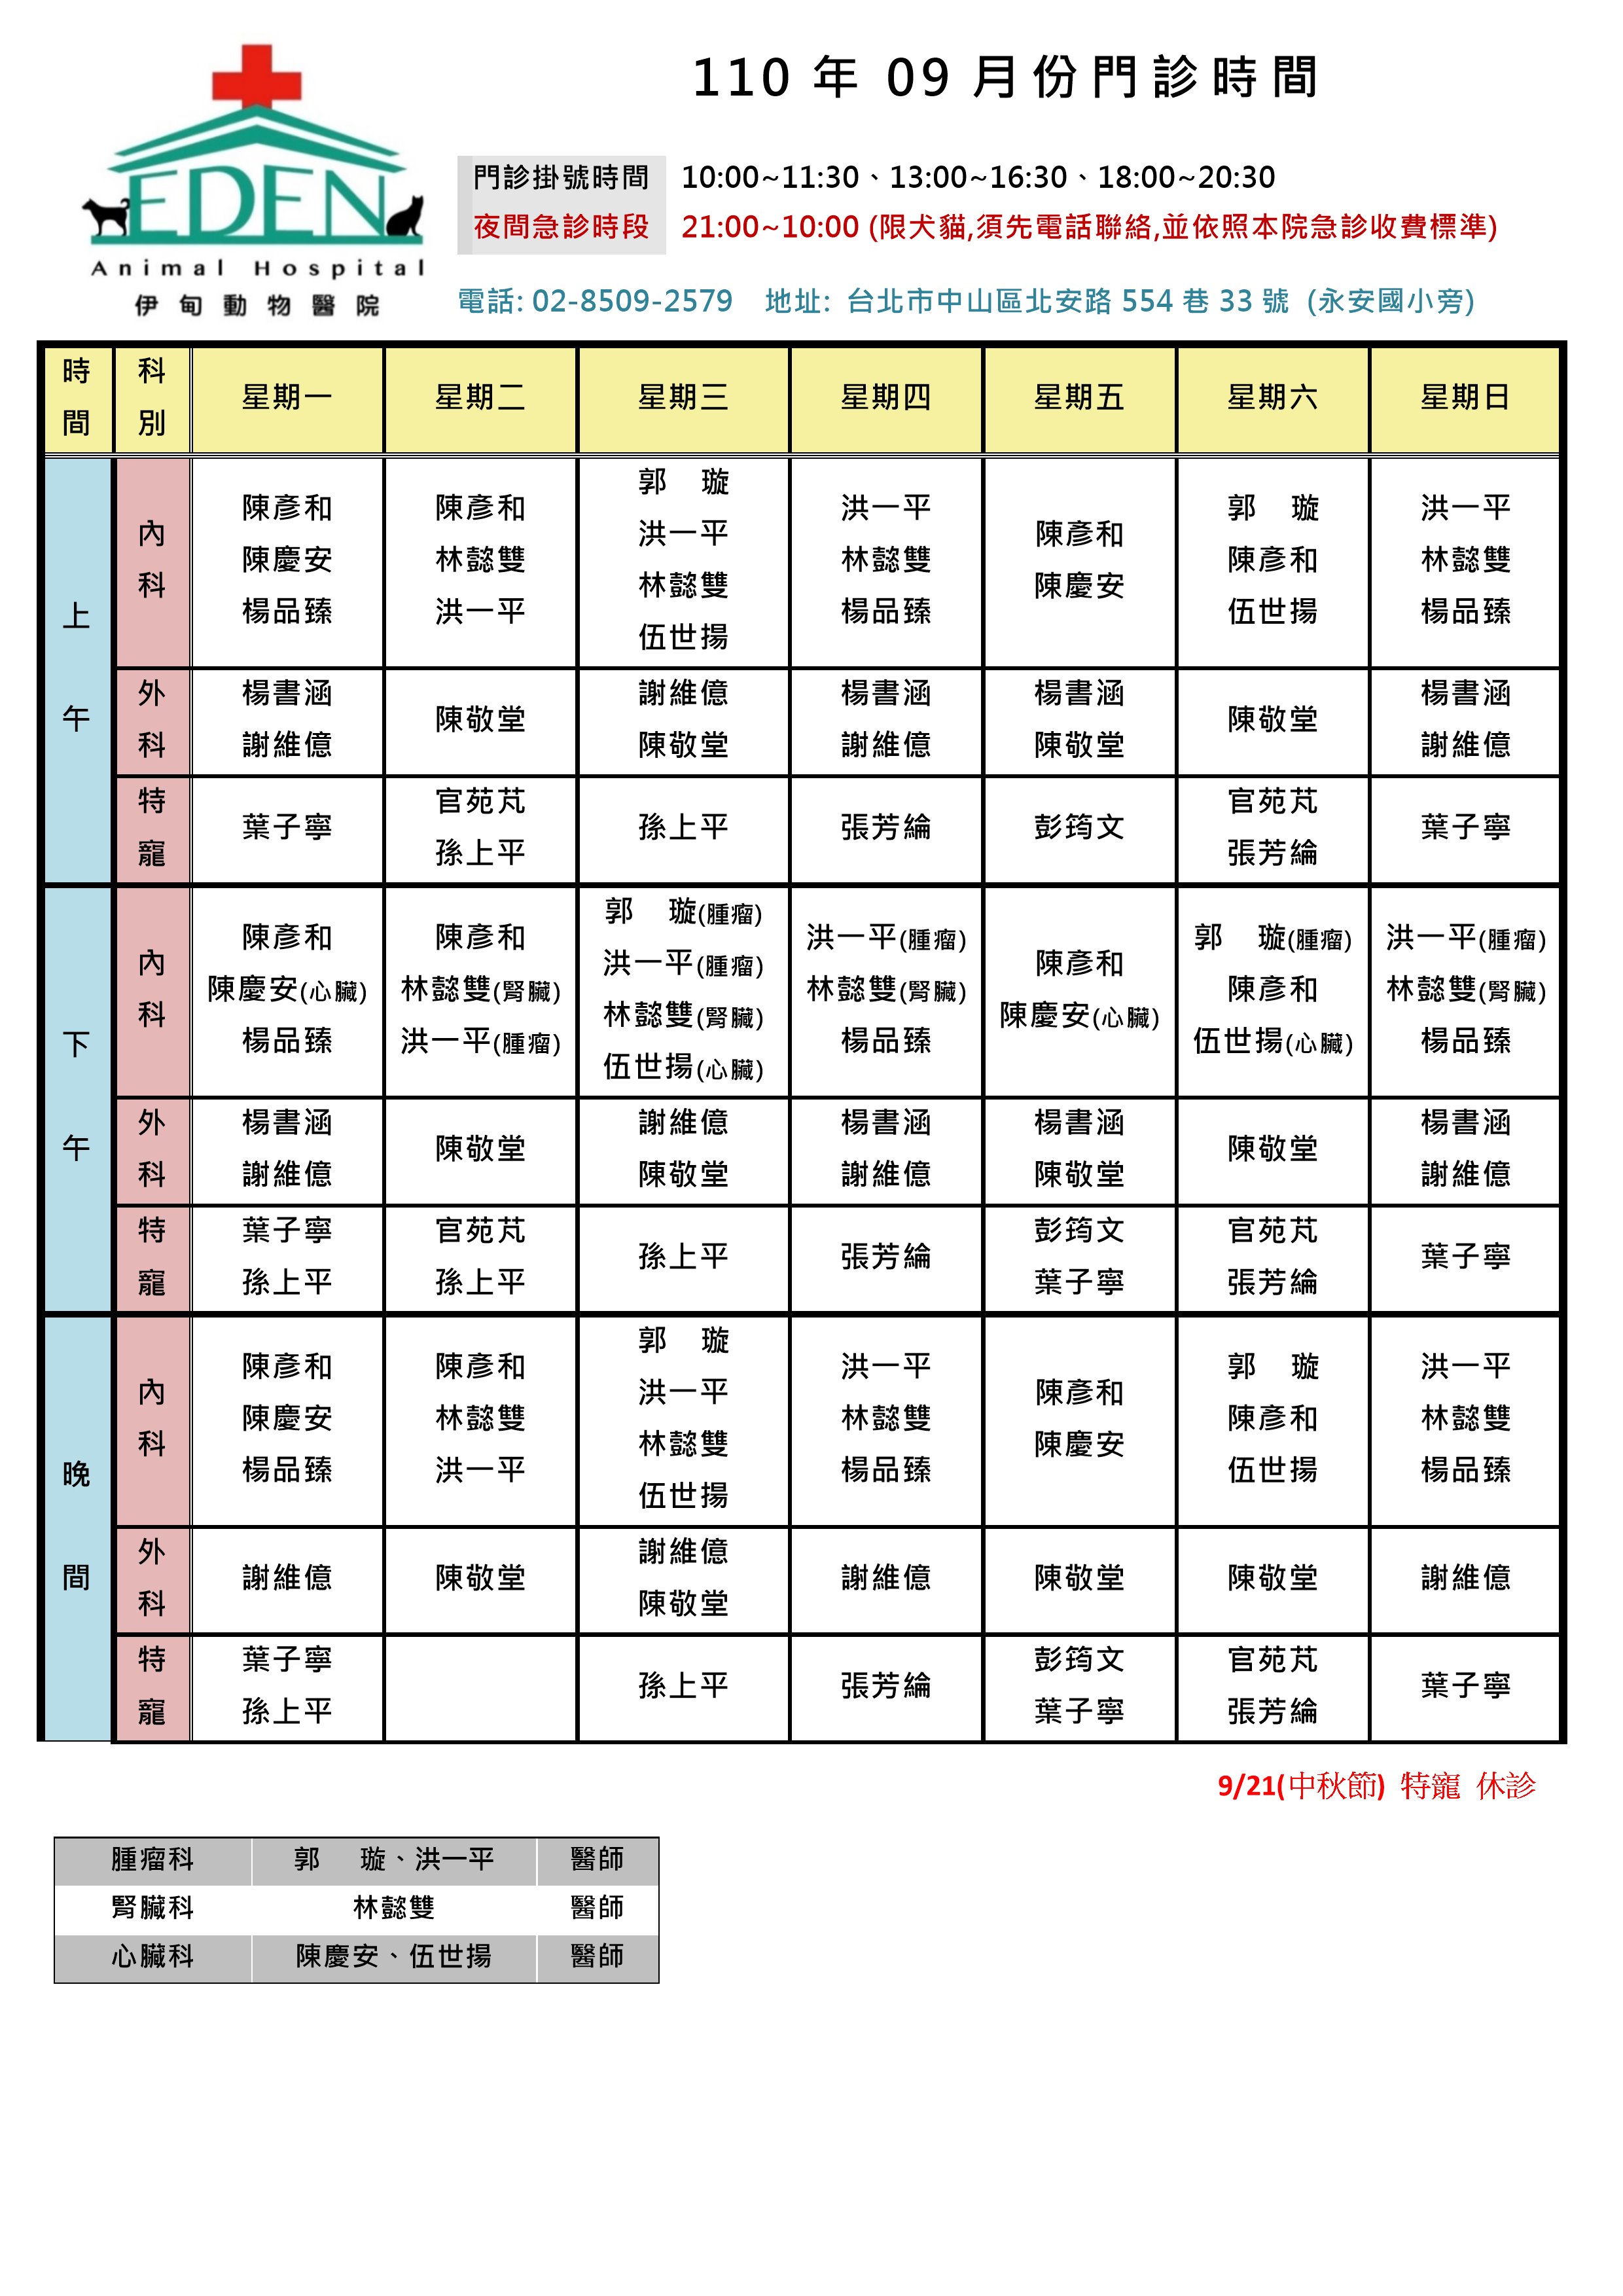 110 年 09 月份門診時間
EDEN
Animal Hospital
伊甸動物醫院
門診掛號時間 10:00~11:30、13:00~16:30、18:00~20:30
夜間急診時段 21:00~10:00 (限犬貓,須先電話聯絡,並依照本院急診收費標準)
電話: 02-8509-2579 地址: 台北市中山區北安路 554 巷 33 號 (永安國小旁)
時間 科別 星期一 星期二 星期三 星期四 星期五 星期六 星期日
上午
內科
陳彥和
陳慶安
楊品臻
陳彥和
林懿雙
洪一平
郭 璇
洪一平
林懿雙
伍世揚
洪一平
林懿雙
楊品臻
陳彥和
陳慶安
郭 璇
陳彥和
伍世揚
洪一平
林懿雙
楊品臻
外科
楊書涵
謝維億
陳敬堂
謝維億
陳敬堂
楊書涵
謝維億
楊書涵
陳敬堂
陳敬堂
楊書涵
謝維億
特寵
葉子寧
官苑芃
孫上平
孫上平
張芳綸
彭筠文
官苑芃
張芳綸
葉子寧
下午
內科
陳彥和
陳慶安(心臟)
楊品臻
陳彥和
林懿雙(腎臟)
洪一平(腫瘤)
郭 璇(腫瘤)
洪一平(腫瘤)
林懿雙(腎臟)
伍世揚(心臟)
洪一平(腫瘤)
林懿雙(腎臟)
楊品臻
陳彥和
陳慶安(心臟)
郭 璇(腫瘤)
陳彥和
伍世揚(心臟)
洪一平(腫瘤)
林懿雙(腎臟)
楊品臻
外科
楊書涵
謝維億
陳敬堂
謝維億
陳敬堂
楊書涵
謝維億
楊書涵
陳敬堂
陳敬堂
楊書涵
謝維億
特寵
葉子寧
孫上平
官苑芃
孫上平
孫上平
張芳綸
彭筠文
葉子寧
官苑芃
張芳綸
葉子寧
晚間
內科
陳彥和
陳慶安
楊品臻
陳彥和
林懿雙
洪一平
郭 璇
洪一平
林懿雙
伍世揚
洪一平
林懿雙
楊品臻
陳彥和
陳慶安
郭 璇
陳彥和
伍世揚
洪一平
林懿雙
楊品臻
外科
謝維億
陳敬堂
謝維億
陳敬堂
謝維億
陳敬堂
陳敬堂
謝維億
特寵
葉子寧
孫上平
孫上平
張芳綸
彭筠文
葉子寧
官苑芃
張芳綸
葉子寧
9/21(中秋節) 特寵 休診
腫瘤科 郭 璇、洪一平 醫師
腎臟科 林懿雙 醫師
心臟科 陳慶安、伍世揚 醫師